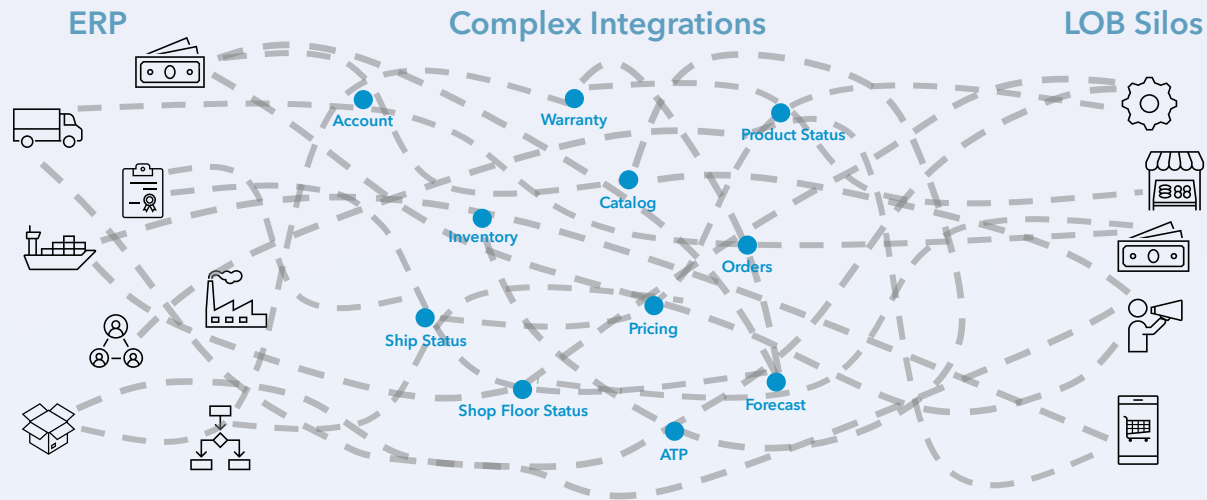 ERP
Complex Integrations
LOB Silos
Account
Warranty
Product Status
Catalog
Inventory
Orders
Pricing
Ship Status
Shop Floor Status
Forecast
ATP
88